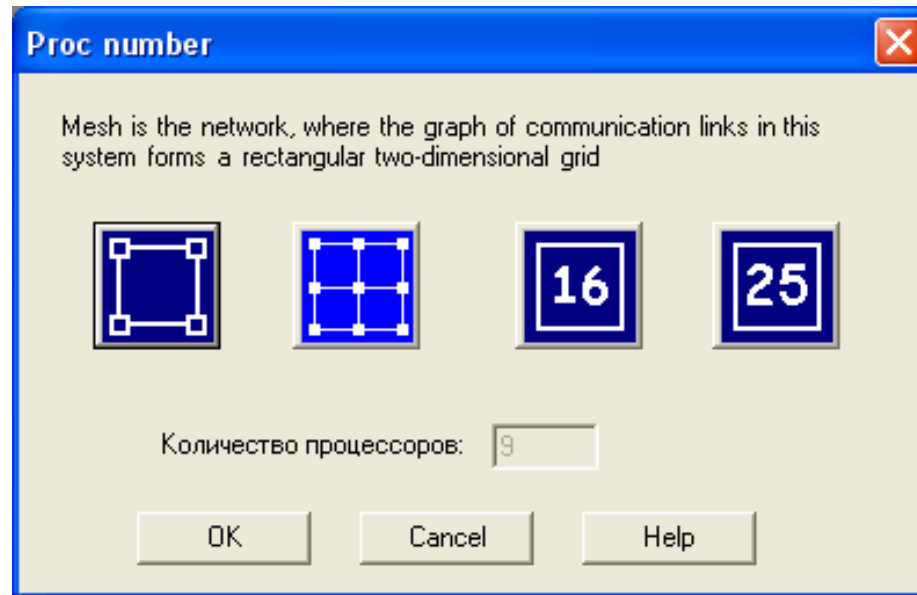 Proc number
Mesh is the network, where the graph of communication links in this
system forms a rectangular two-dimensional grid
16
25
Количество процессоров:
9
OK
Cancel
Help